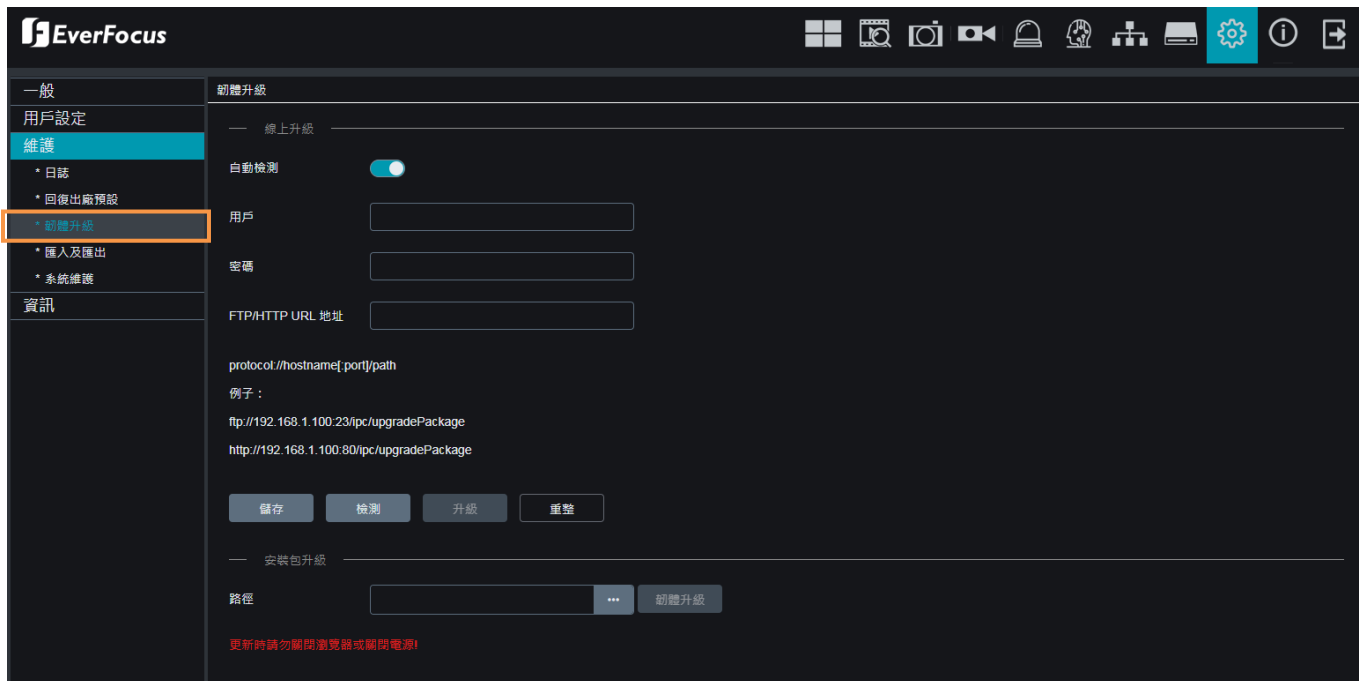 EverFocus
一般
用戶設定
維護
* 日誌
* 回復出廠預設
* 韌體升級
* 匯入及匯出
* 系統維護
資訊
韌體升級
線上升級
自動檢測
用戶
密碼
FTP/HTTP URL 地址
protocol://hostname[:port]/path
例子：
ftp://192.168.1.100:23/ipc/upgradePackage
http://192.168.1.100:80/ipc/upgradePackage
儲存 檢測 升級 重整
安裝包升級
路徑 ... 韌體升級
更新時請勿關閉瀏覽器或關閉電源!